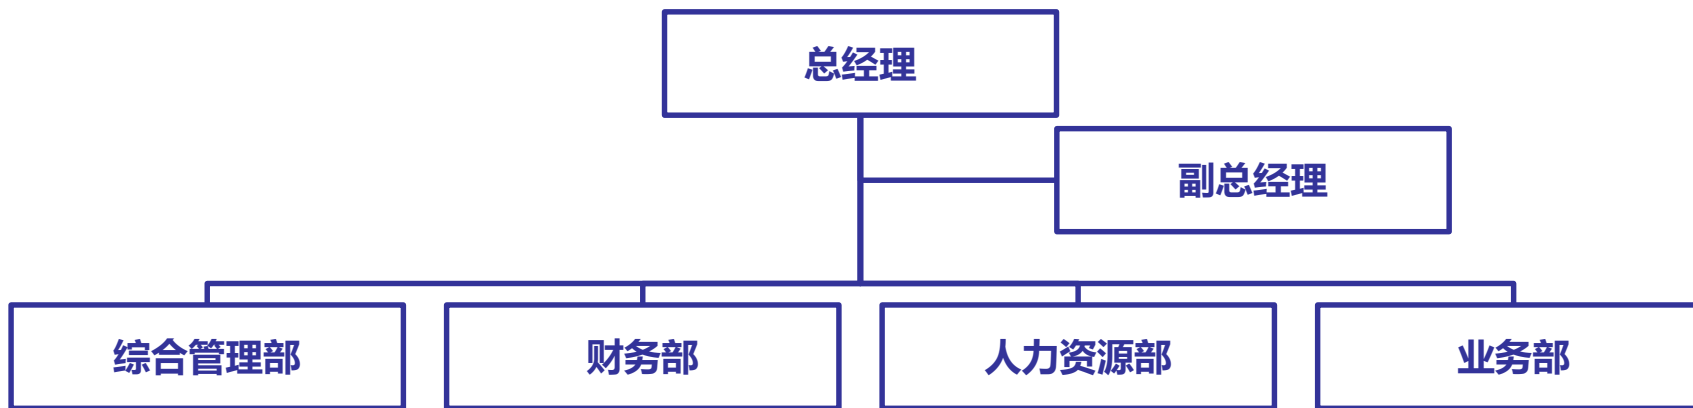 总经理
副总经理
综合管理部
财务部
人力资源部
业务部